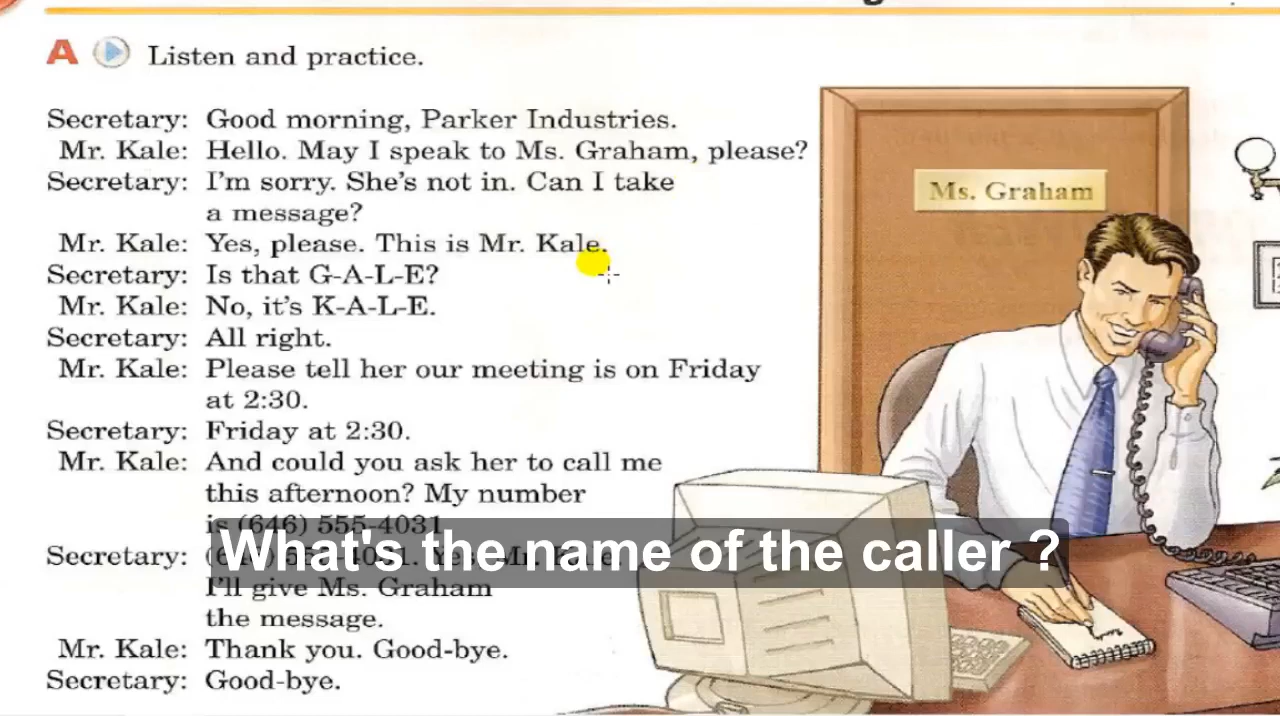 A Listen and practice.
Secretary: Good morning, Parker Industries.
Mr. Kale: Hello. May I speak to Ms. Graham, please?
Secretary: I'm sorry. She's not in. Can I take
a message?
Mr. Kale: Yes, please. This is Mr. Kale.
Secretary: Is that G-A-L-E?
Mr. Kale: No, it's K-A-L-E.
Secretary: All right.
Mr. Kale: Please tell her our meeting is on Friday
at 2:30.
Secretary: Friday at 2:30.
Mr. Kale: And could you ask her to call me
this afternoon? My number
is (646) 555-4031
Secretary:
I'll give Ms. Graham
the message.
Mr. Kale: Thank you. Good-bye.
Secretary: Good-bye.
Ms. Graham
What's the name of the caller ?